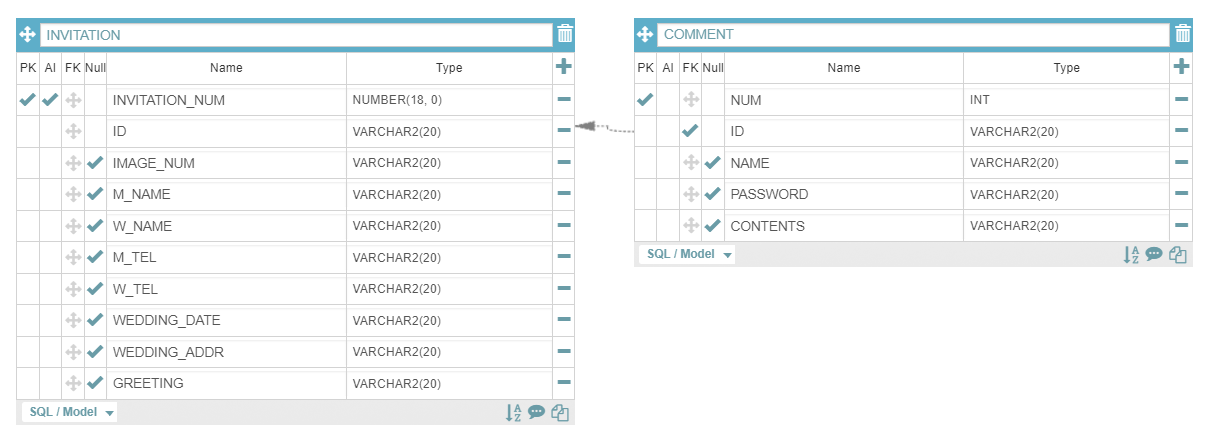 INVITATION
PK AI FK Null Name Type
INVITATION_NUM NUMBER(18, 0)
ID VARCHAR2(20)
IMAGE_NUM VARCHAR2(20)
M_NAME VARCHAR2(20)
W_NAME VARCHAR2(20)
M_TEL VARCHAR2(20)
W_TEL VARCHAR2(20)
WEDDING_DATE VARCHAR2(20)
WEDDING_ADDR VARCHAR2(20)
GREETING VARCHAR2(20)
SQL / Model
A
Z
COMMENT
PK AI FK Null Name Type
NUM INT
ID VARCHAR2(20)
NAME VARCHAR2(20)
PASSWORD VARCHAR2(20)
CONTENTS VARCHAR2(20)
SQL / Model
A
Z